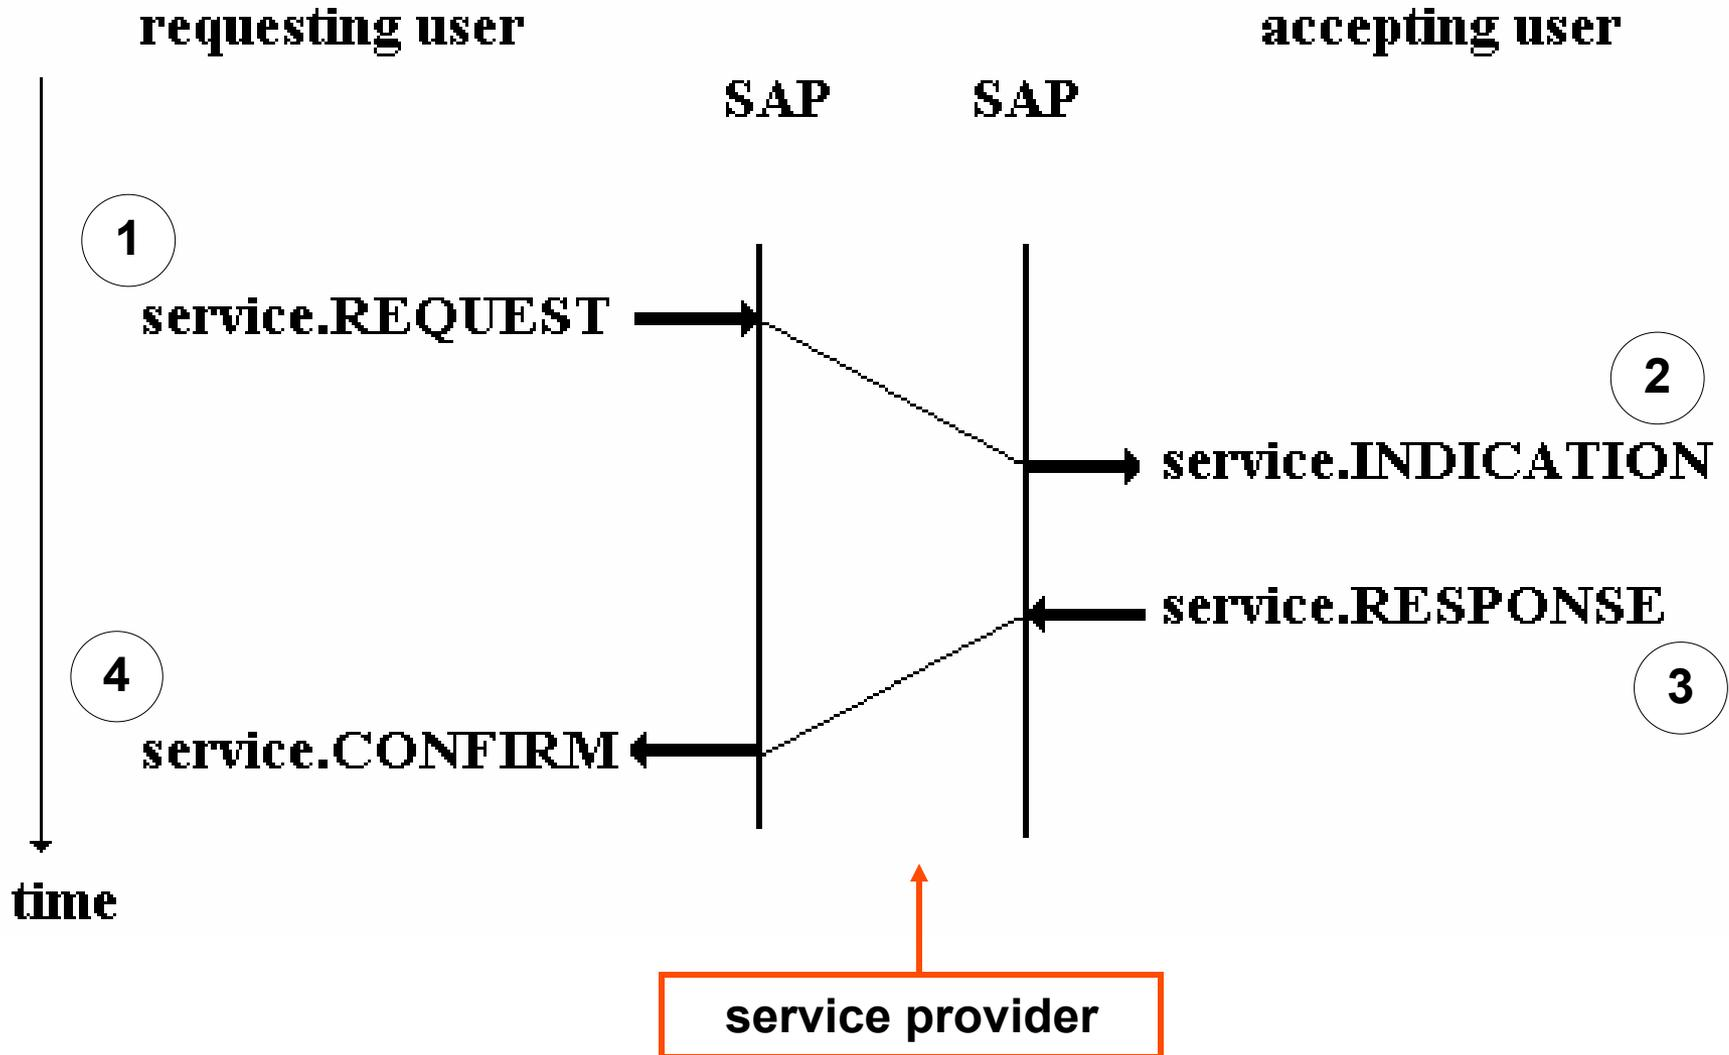 requesting user
accepting user
SAP
SAP
1
service.REQUEST
2
service.INDICATION
service.RESPONSE
3
4
service.CONFIRM
time
service provider